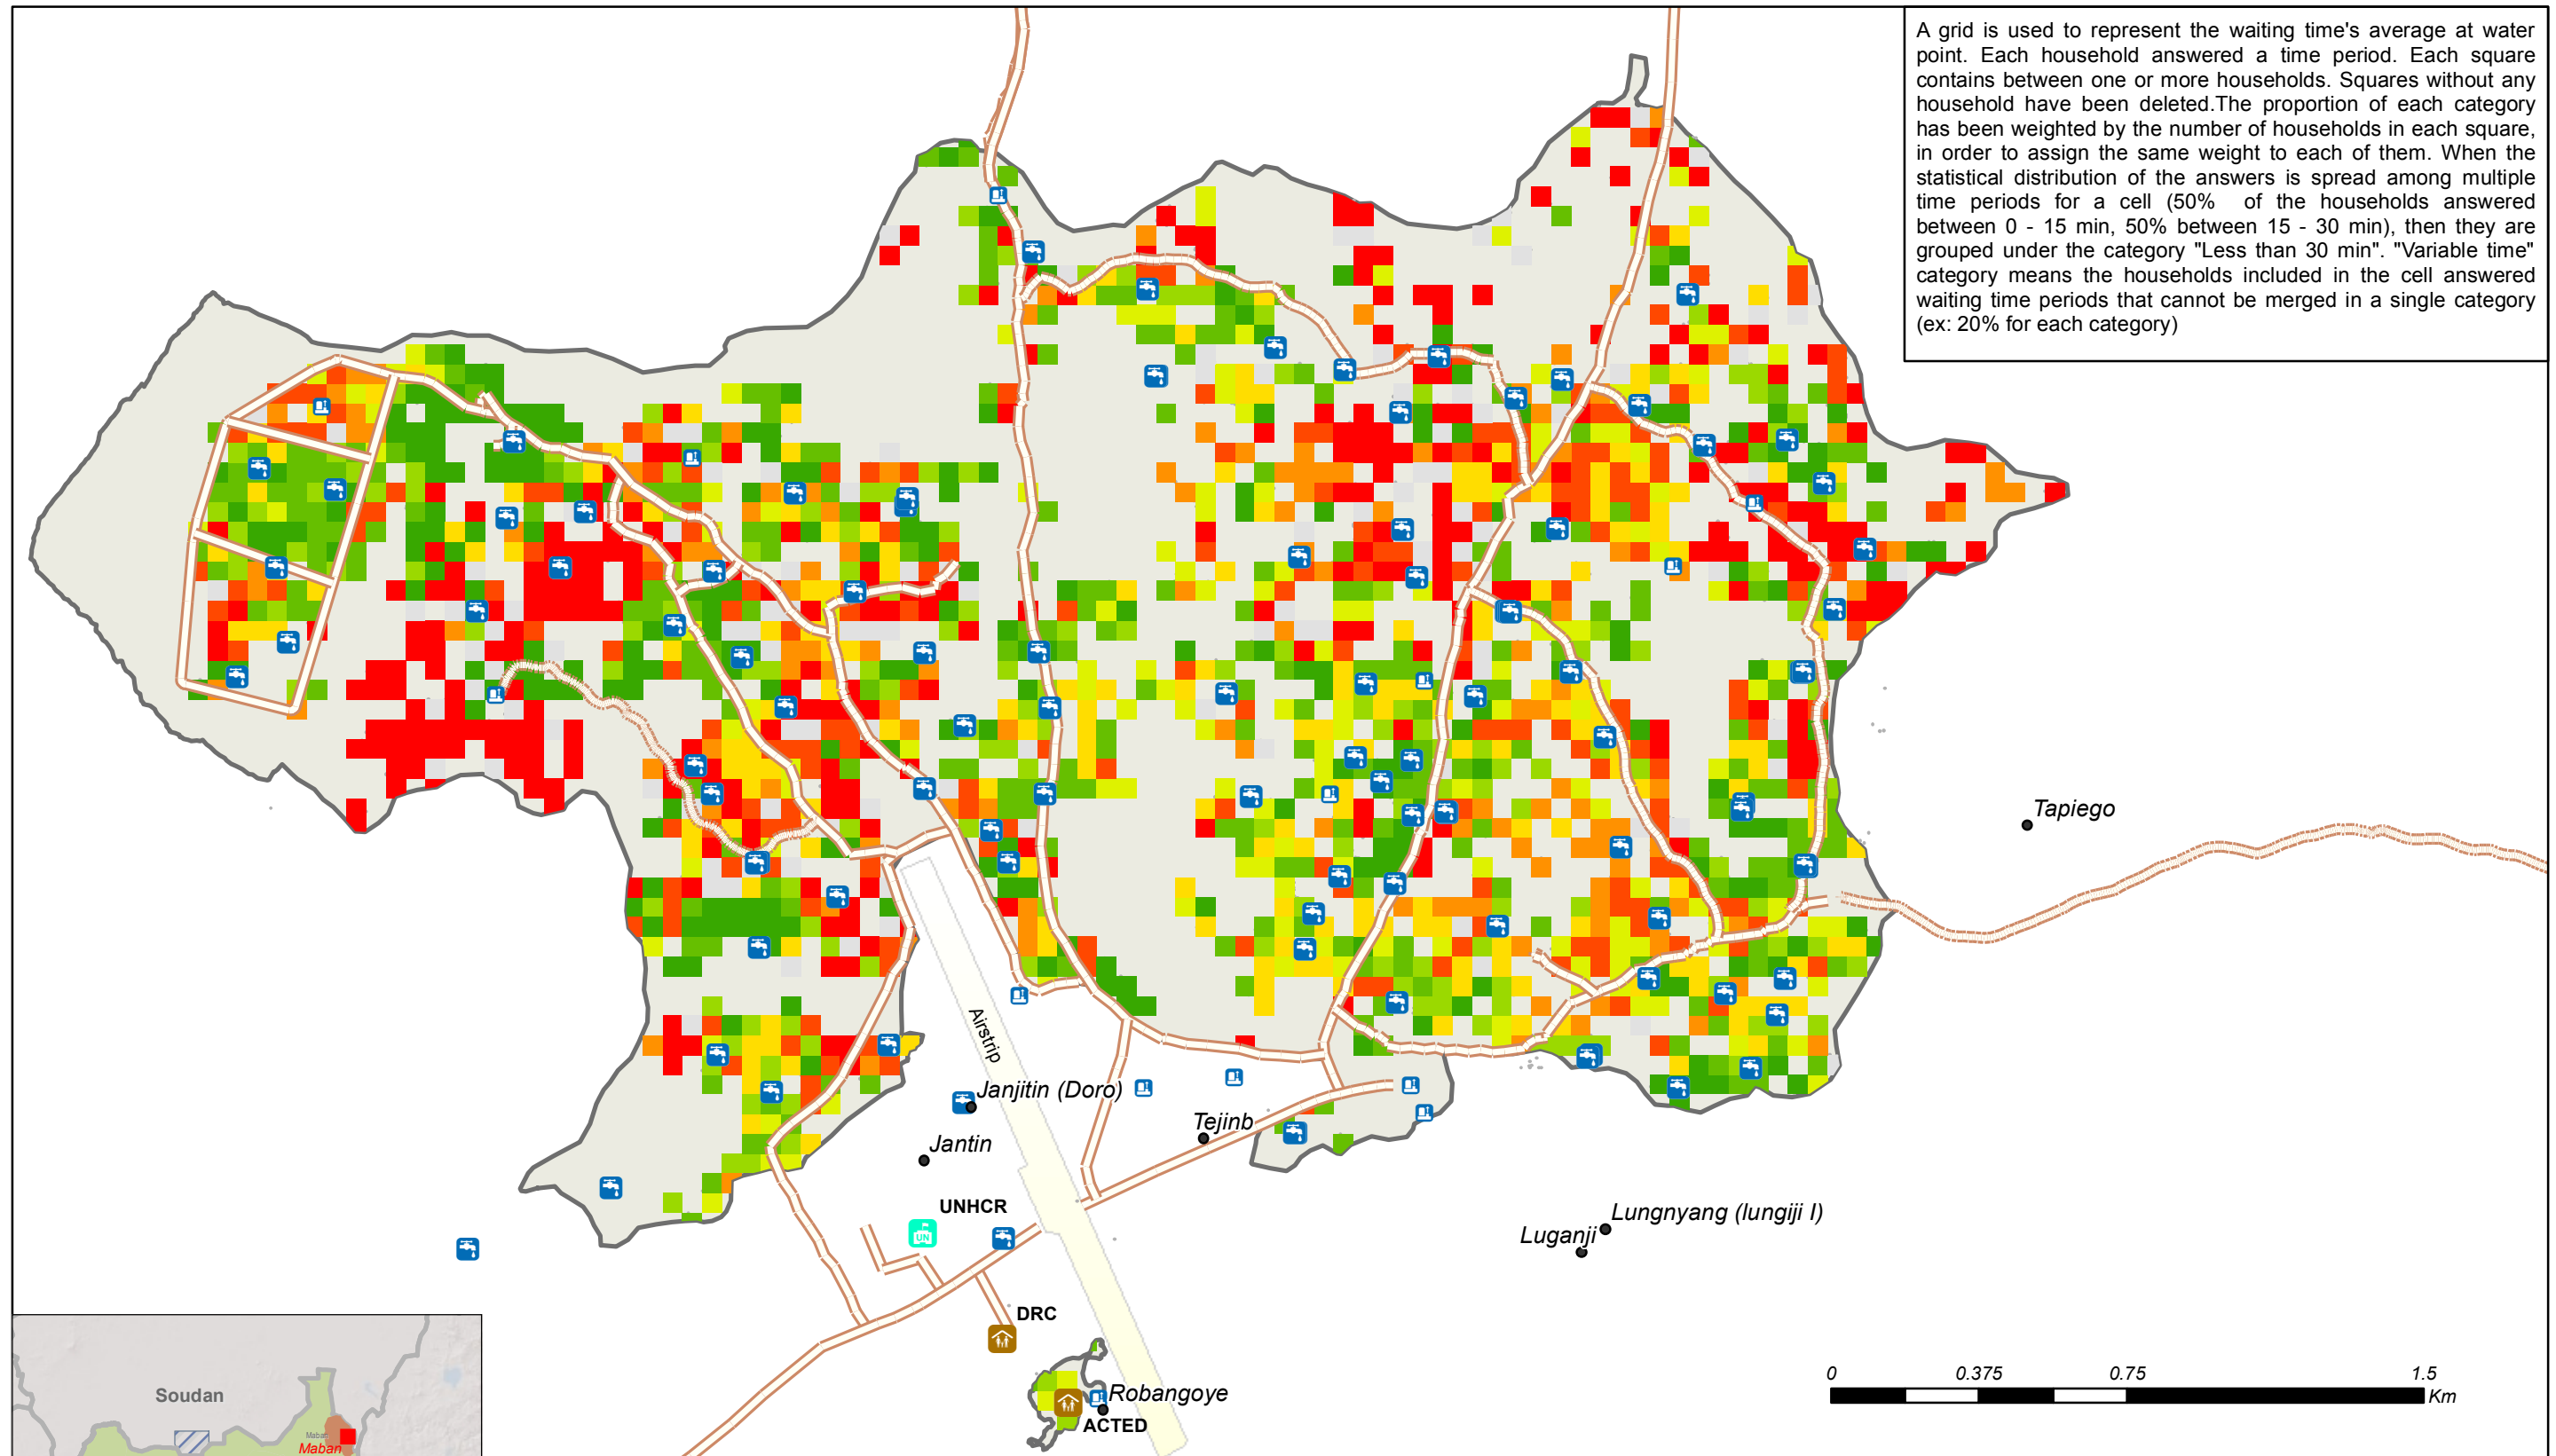 A grid is used to represent the waiting time's average at water
point. Each household answered a time period. Each square
contains between one or more households. Squares without any
household have been deleted.The proportion of each category
has been weighted by the number of households in each square,
in order to assign the same weight to each of them. When the
statistical distribution of the answers is spread among multiple
time periods for a cell (50% of the households answered
between 0 - 15 min, 50% between 15 - 30 min), then they are
grouped under the category "Less than 30 min". "Variable time"
category means the households included in the cell answered
waiting time periods that cannot be merged in a single category
(ex: 20% for each category)
Tapiego
Airstrip
Janjitin (Doro)
Tejinb
Jantin
UNHCR
UN
Lungnyang (lungiji I)
Luganji
DRC
Robangoye
ACTED
0 0.375 0.75 1.5
Km
Soudan
Maban
Maban